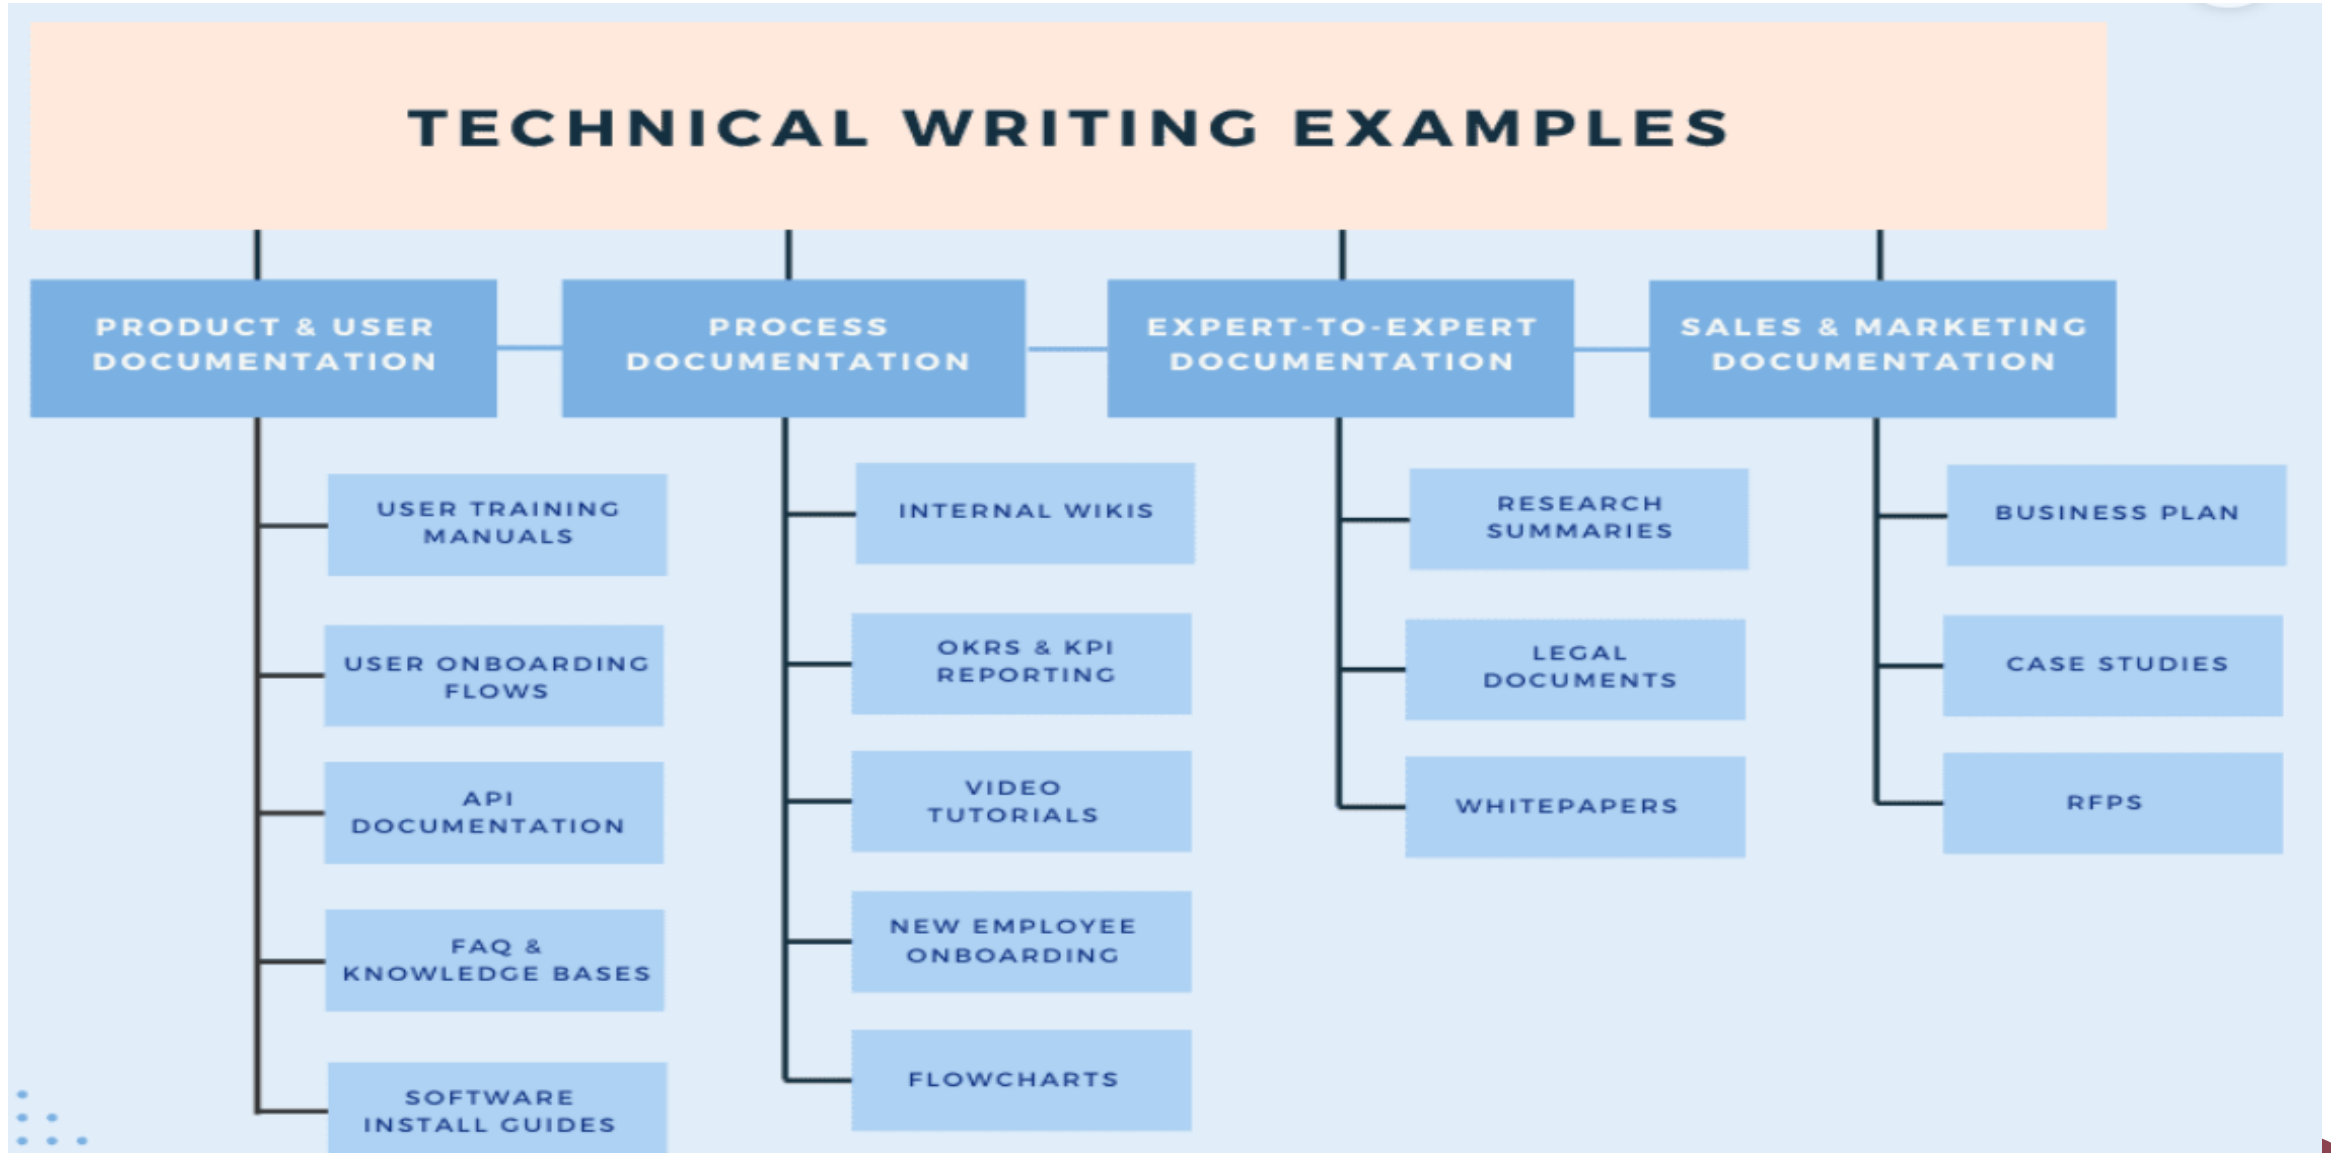 TECHNICAL WRITING EXAMPLES
PRODUCT & USER
DOCUMENTATION
USER TRAINING
MANUALS
USER ONBOARDING
FLOWS
API
DOCUMENTATION
FAQ &
KNOWLEDGE BASES
SOFTWARE
INSTALL GUIDES
PROCESS
DOCUMENTATION
INTERNAL WIKIS
OKRS & KPI
REPORTING
VIDEO
TUTORIALS
NEW EMPLOYEE
ONBOARDING
FLOWCHARTS
EXPERT-TO-EXPERT
DOCUMENTATION
RESEARCH
SUMMARIES
LEGAL
DOCUMENTS
WHITEPAPERS
SALES & MARKETING
DOCUMENTATION
BUSINESS PLAN
CASE STUDIES
RFPS